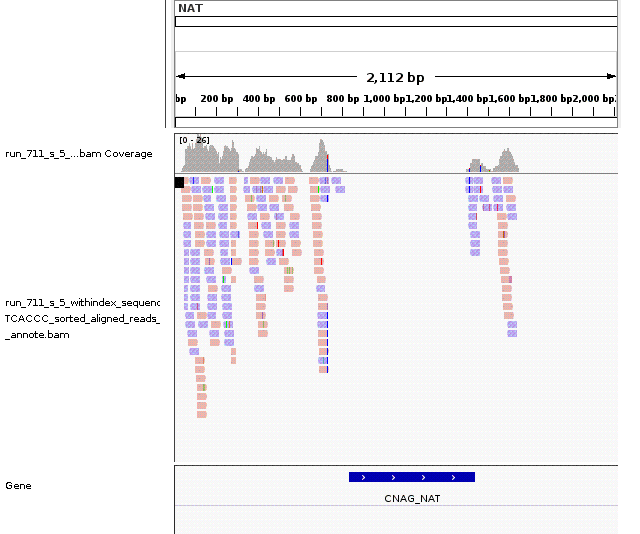 NAT
2,112 bp
bp 200 bp 400 bp 600 bp 800 bp 1,000 bp 1,200 bp 1,400 bp 1,600 bp 1,800 bp 2,000 bp
[0 - 26]
run_711_s_5_...bam Coverage
run_711_s_5_withindex_sequenc
TCACCC_sorted_aligned_reads_
_annote.bam
Gene
CNAG_NAT